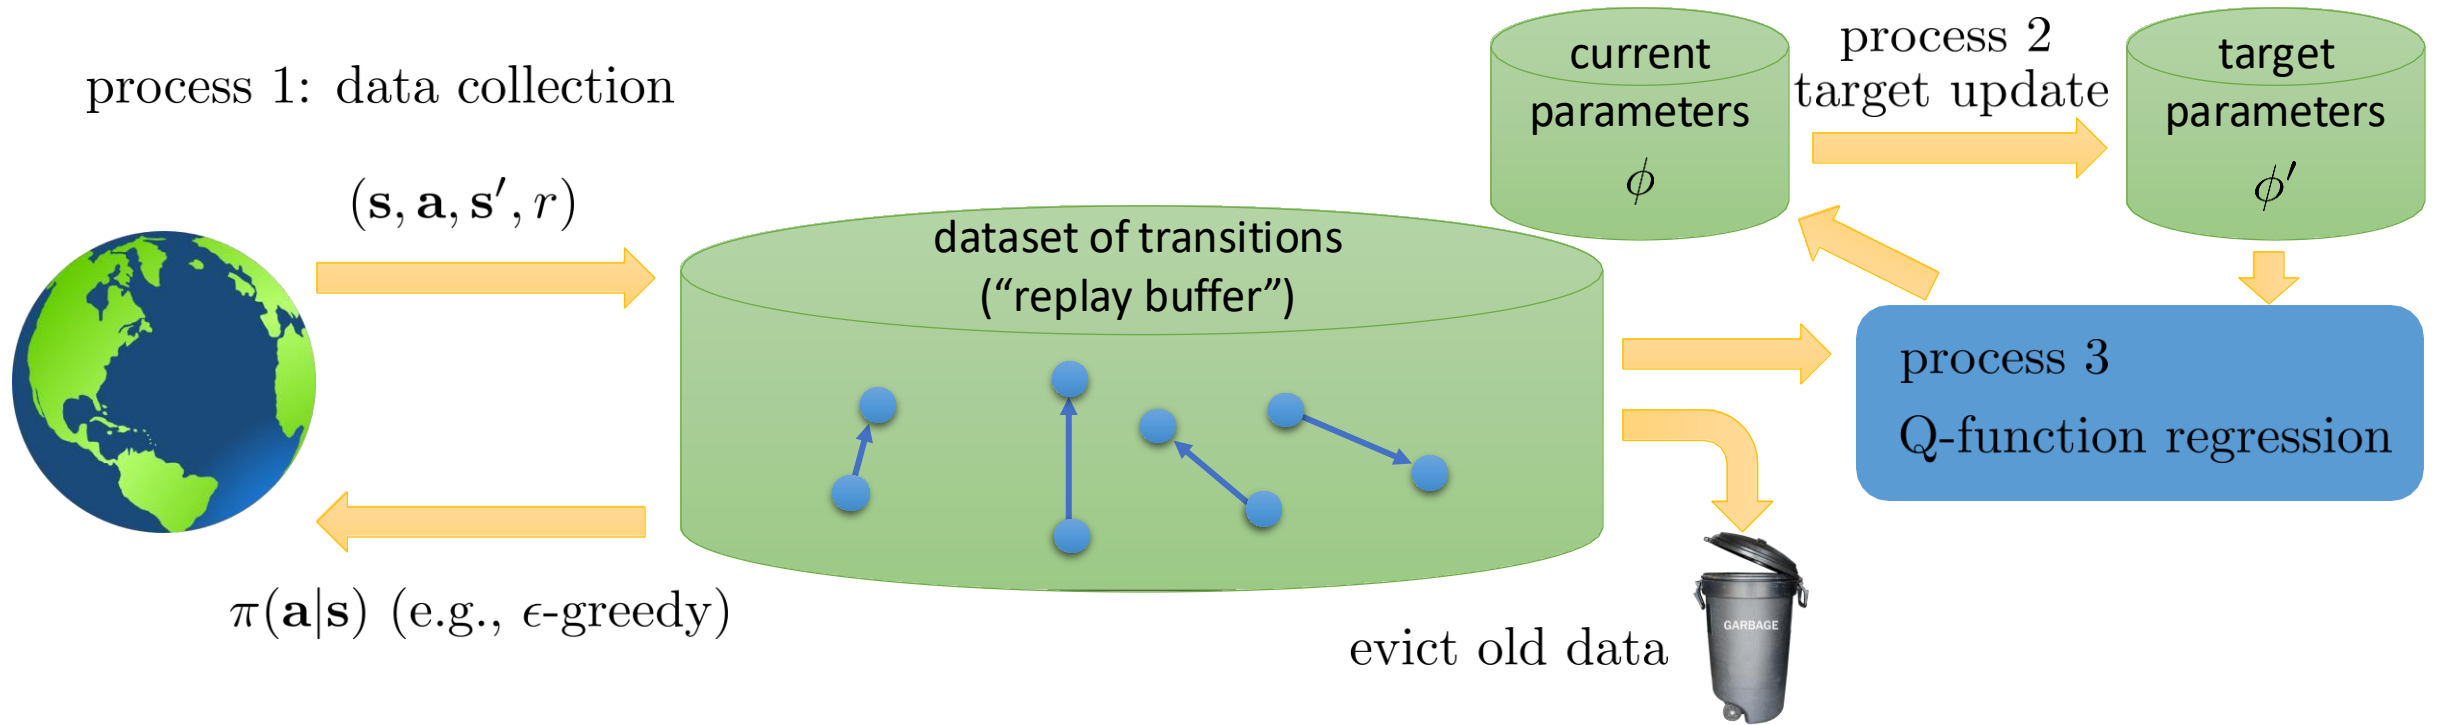 process 1: data collection
(s, a, s′, r)
π(a|s) (e.g., ϵ-greedy)
dataset of transitions
(“replay buffer”)
current
parameters
ϕ
process 2
target update
target
parameters
ϕ′
process 3
Q-function regression
evict old data
GARBAGE